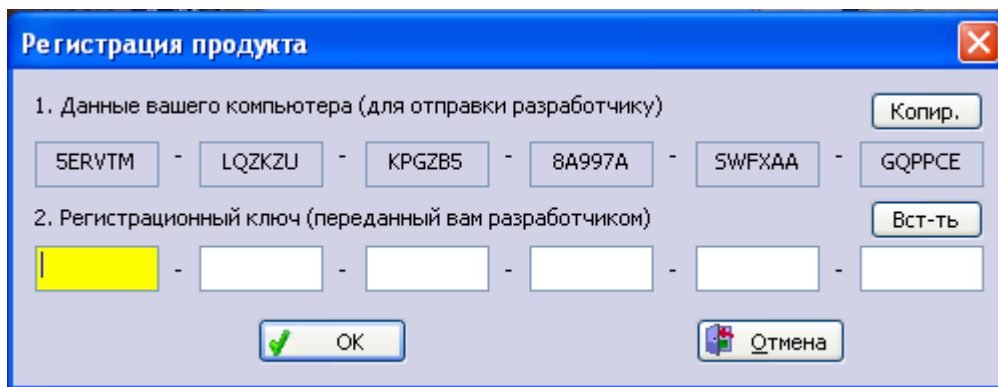 Регистрация продукта
1. Данные вашего компьютера (для отправки разработчику) Копир.
5ERVTM - LQZKZU - KPGZB5 - 8A997A - SWFXAA - GQPPCE
2. Регистрационный ключ (переданный вам разработчиком) Вст-ть
- - - - -
OK Отмена